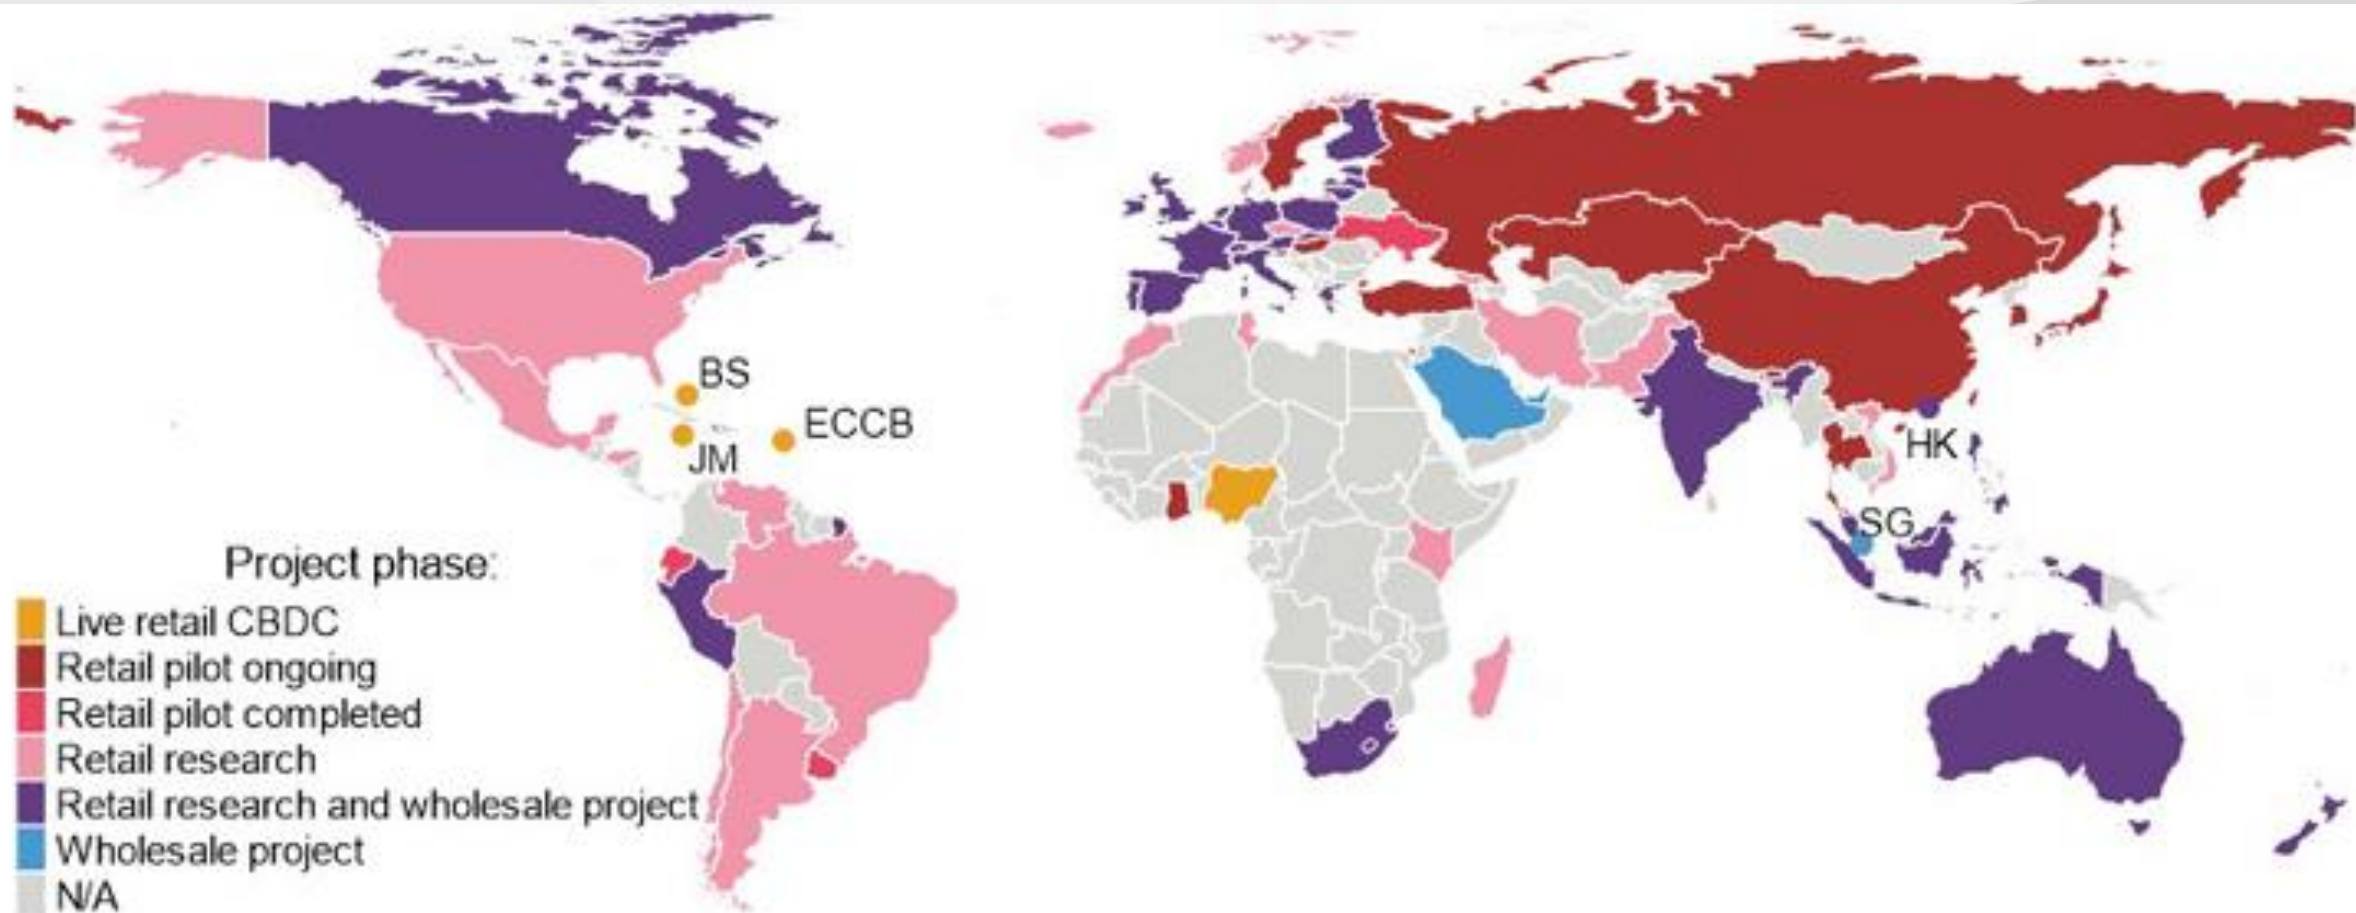 BS
ECCB
JM
HK
SG
Project phase:
Live retail CBDC
Retail pilot ongoing
Retail pilot completed
Retail research
Retail research and wholesale project
Wholesale project
N/A